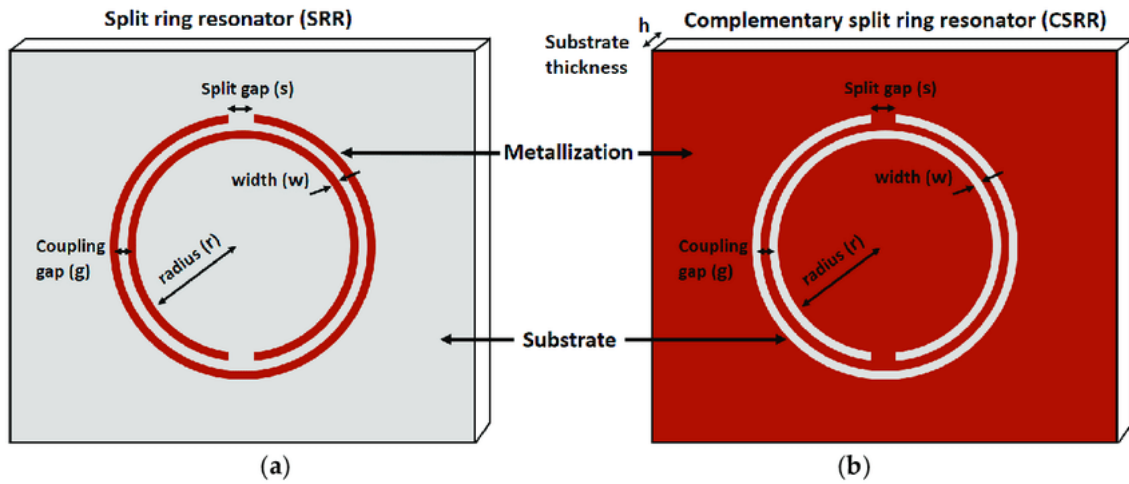 Split ring resonator (SRR)
Complementary split ring resonator (CSRR)
h
Substrate
thickness
Split gap (s)
Split gap (s)
Metallization
width (w)
width (w)
Coupling
gap (g)
radius (r)
Coupling
gap (g)
radius (r)
Substrate
(a)
(b)